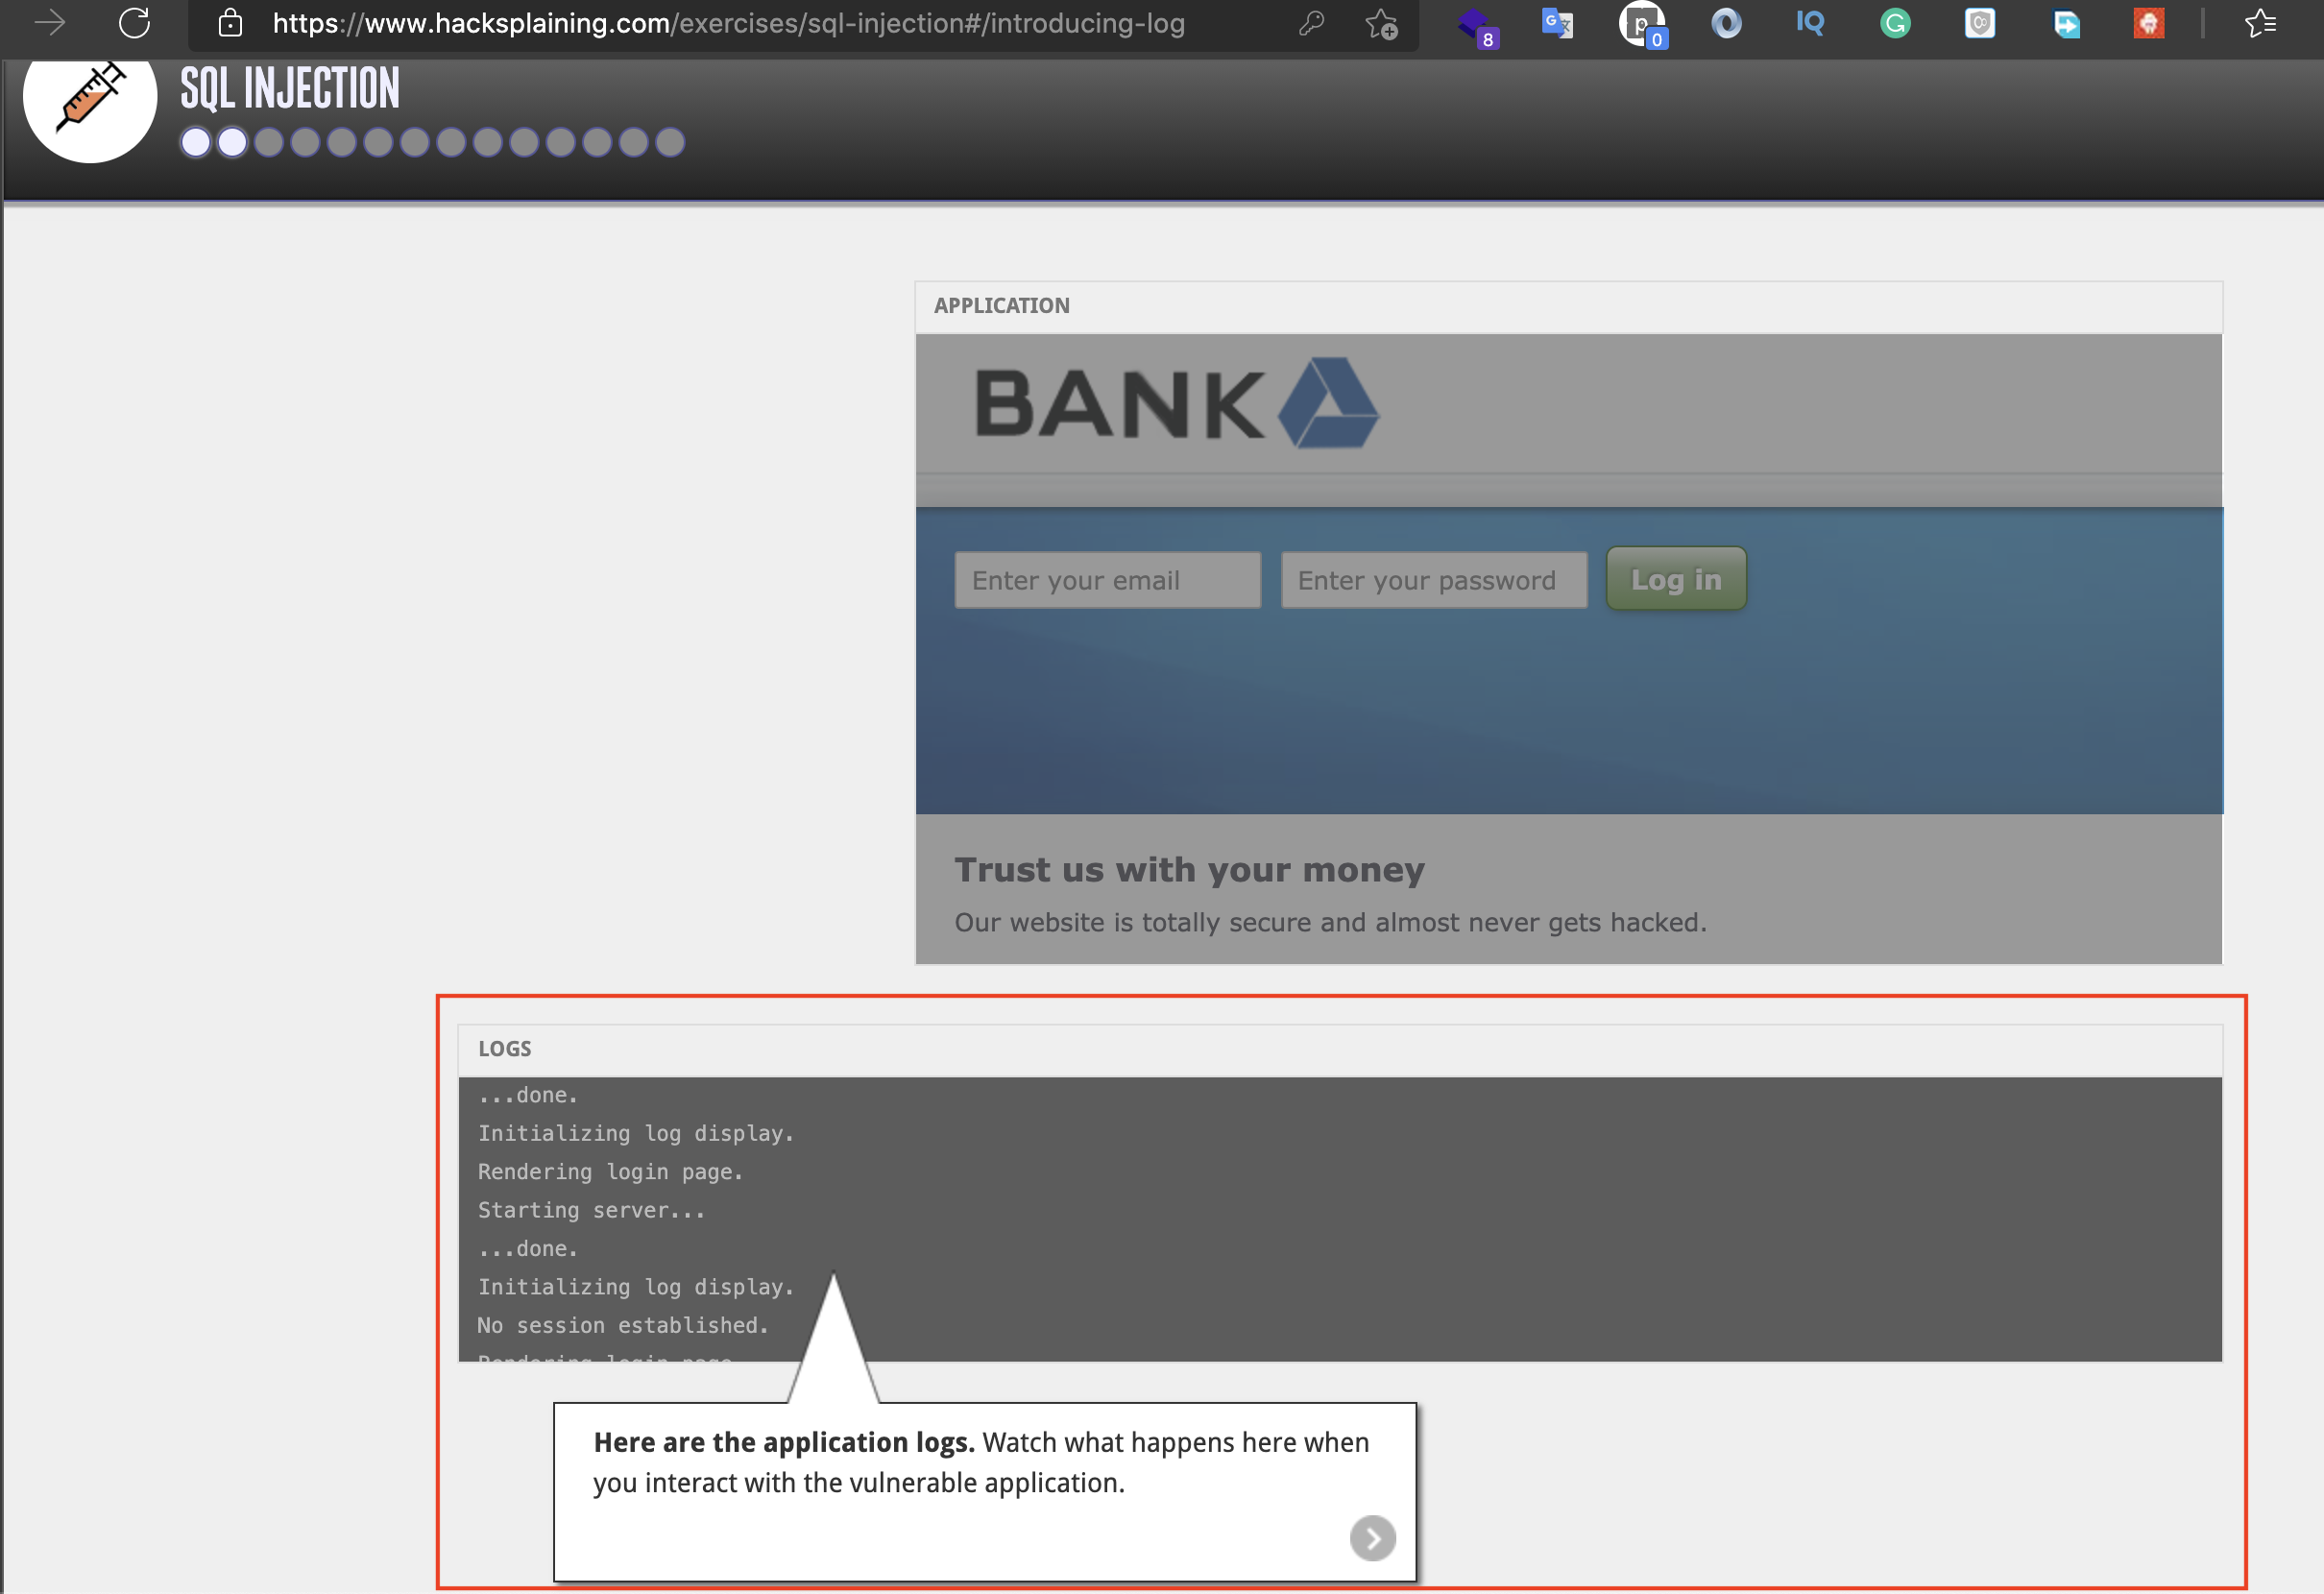 https://www.hacksplaining.com/exercises/sql-injection#/introducing-log
8
G
p
0
IQ
G
SQL INJECTION
APPLICATION
BANK
Enter your email
Enter your password
Log in
Trust us with your money
Our website is totally secure and almost never gets hacked.
LOGS
...done.
Initializing log display.
Rendering login page.
Starting server...
...done.
Initializing log display.
No session established.
Rendering login page
Here are the application logs. Watch what happens here when
you interact with the vulnerable application.